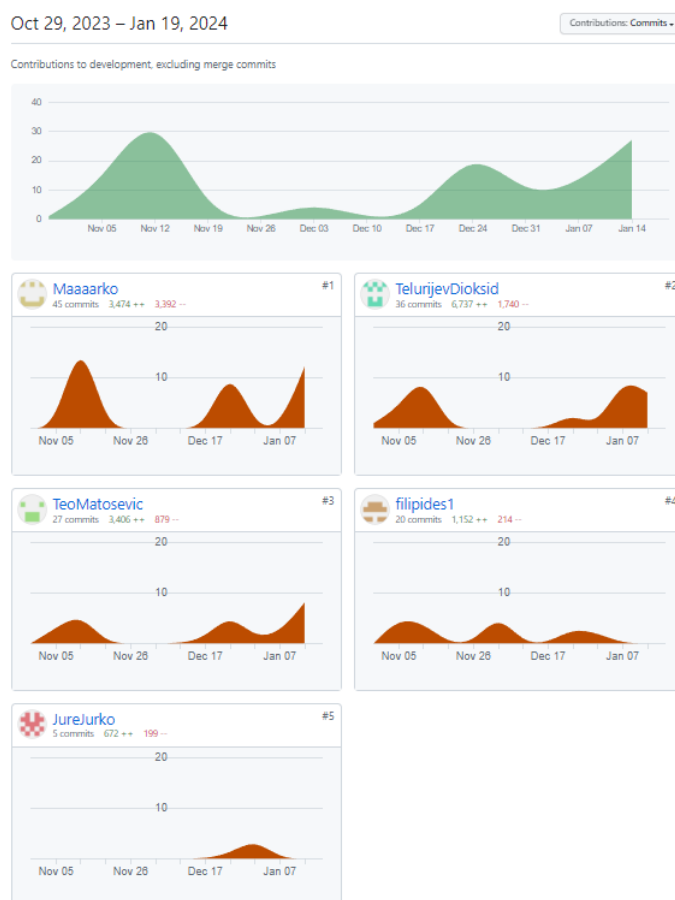 Oct 29, 2023 – Jan 19, 2024
Contributions: Commits
Contributions to development, excluding merge commits
40
30
20
10
0
Nov 05 Nov 12 Nov 19 Nov 26 Dec 03 Dec 10 Dec 17 Dec 24 Dec 31 Jan 07 Jan 14
Maaaarko #1
45 commits 3,474 ++ 3,392 --
20
10
Nov 05 Nov 26 Dec 17 Jan 07
TelurijevDioksid #2
36 commits 6,737 ++ 1,740 --
20
10
Nov 05 Nov 26 Dec 17 Jan 07
TeoMatosevic #3
27 commits 3,406 ++ 879 --
20
10
Nov 05 Nov 26 Dec 17 Jan 07
filipides1 #4
20 commits 1,152 ++ 214 --
20
10
Nov 05 Nov 26 Dec 17 Jan 07
JureJurko #5
5 commits 672 ++ 199 --
20
10
Nov 05 Nov 26 Dec 17 Jan 07